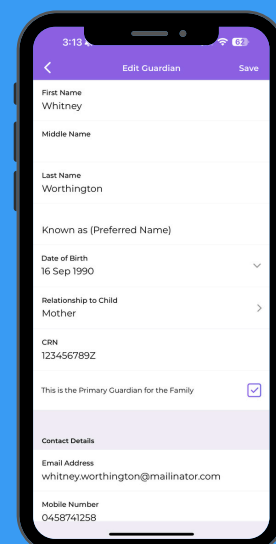 3:13
62
Edit Guardian
Save
First Name
Whitney
Middle Name
Last Name
Worthington
Known as (Preferred Name)
Date of Birth
16 Sep 1990
Relationship to Child
Mother
CRN
123456789Z
This is the Primary Guardian for the Family
Contact Details
Email Address
whitney.worthington@mailinator.com
Mobile Number
0458741258